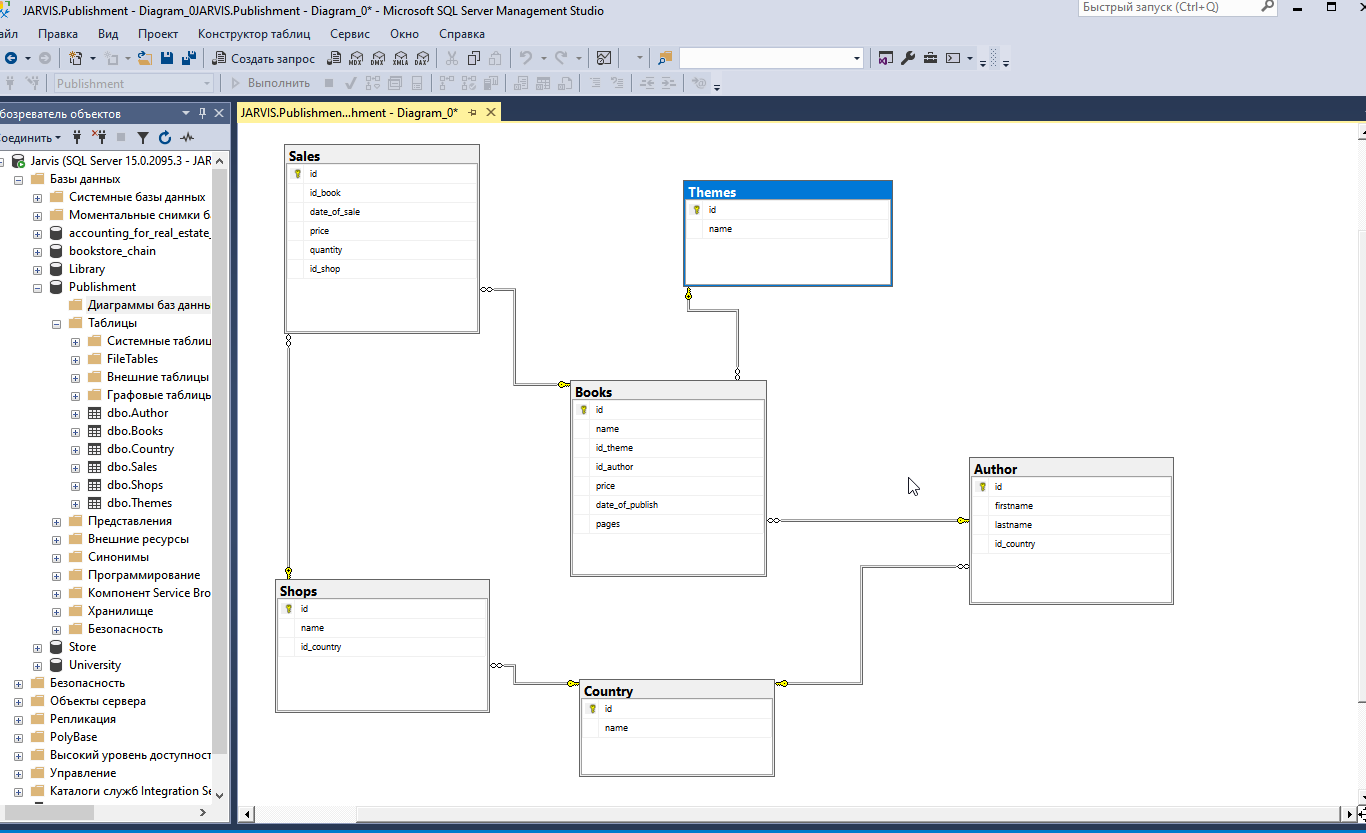 JARVIS.Publishment - Diagram_0JARVIS.Publishment - Diagram_0* - Microsoft SQL Server Management Studio
Быстрый запуск (Ctrl+Q)
айл Правка Вид Проект Конструктор таблиц Сервис Окно Справка
Создать запрос MDX DMX XMLA DAX
Publishment Выполнить
бозреватель объектов
JARVIS.Publishmen...hment - Diagram_0*
оединить
Jarvis (SQL Server 15.0.2095.3 - JAR
Базы данных
Системные базы данных
Моментальные снимки б
accounting_for_real_estate_
bookstore_chain
Library
Publishment
Диаграммы баз данны
Таблицы
Системные таблиц
FileTables
Внешние таблицы
Графовые таблицы
dbo.Author
dbo.Books
dbo.Country
dbo.Sales
dbo.Shops
dbo.Themes
Представления
Внешние ресурсы
Синонимы
Программирование
Компонент Service Bro
Хранилище
Безопасность
Store
University
Безопасность
Объекты сервера
Репликация
PolyBase
Высокий уровень доступност
Управление
Каталоги служб Integration Se
Sales
id
id_book
date_of_sale
price
quantity
id_shop
Themes
id
name
Books
id
name
id_theme
id_author
price
date_of_publish
pages
Author
id
firstname
lastname
id_country
Shops
id
name
id_country
Country
id
name